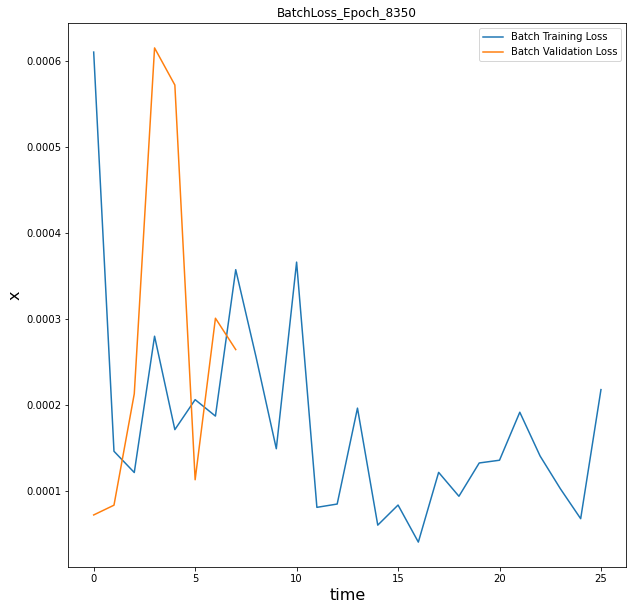 BatchLoss_Epoch_8350
Batch Training Loss
Batch Validation Loss
0.0006
0.0005
0.0004
0.0003
0.0002
0.0001
x
0 5 10 15 20 25
time